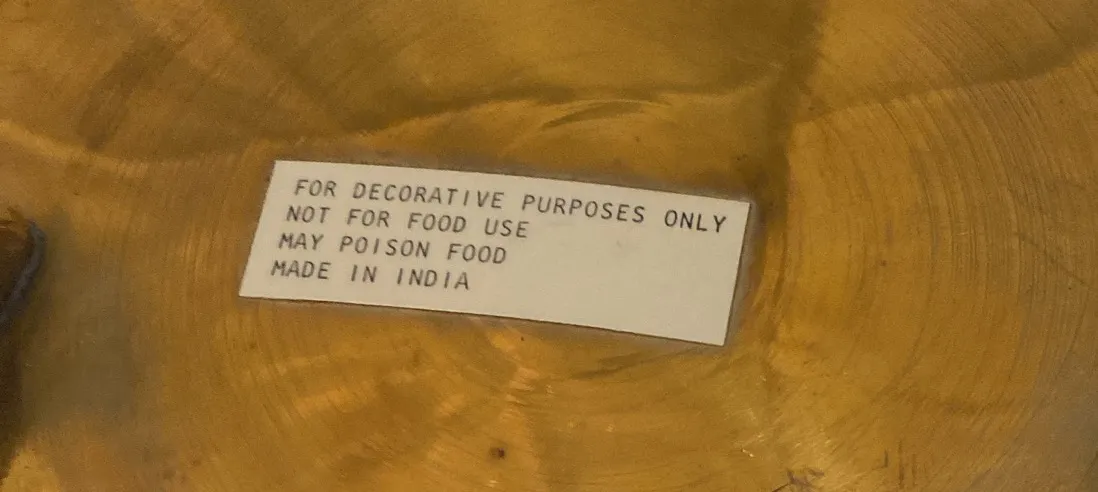 FOR DECORATIVE PURPOSES ONLY
NOT FOR FOOD USE
MAY POISON FOOD
MADE IN INDIA